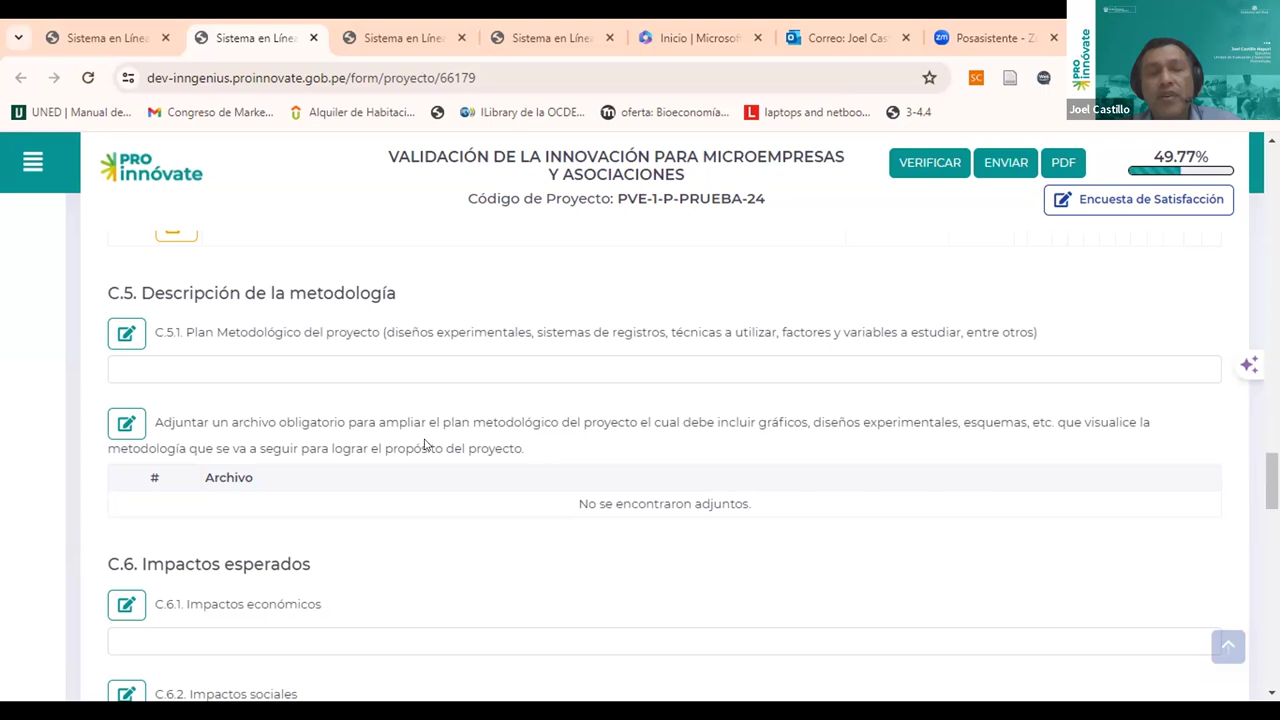 Sistema en Líne
Sistema en Líne
Sistema en Líne
Sistema en Líne
Inicio | Microsof
Correo: Joel Cas
Posasistente - Z
dev-inngenius.proinnovate.gob.pe/form/proyecto/66179
UNED | Manual de...
Congreso de Marke...
Alquiler de Habitaci...
ILibrary de la OCDE...
oferta: Bioeconomía...
laptops and netboo...
3-4.4
PRO innóvate
Joel Castillo
PRO innóvate
VALIDACIÓN DE LA INNOVACIÓN PARA MICROEMPRESAS
Y ASOCIACIONES
Código de Proyecto: PVE-1-P-PRUEBA-24
VERIFICAR
ENVIAR
PDF
49.77%
Encuesta de Satisfacción
C.5. Descripción de la metodología
C.5.1. Plan Metodológico del proyecto (diseños experimentales, sistemas de registros, técnicas a utilizar, factores y variables a estudiar, entre otros)
Adjuntar un archivo obligatorio para ampliar el plan metodológico del proyecto el cual debe incluir gráficos, diseños experimentales, esquemas, etc. que visualice la
metodología que se va a seguir para lograr el propósito del proyecto.
# Archivo
No se encontraron adjuntos.
C.6. Impactos esperados
C.6.1. Impactos económicos
C.6.2. Impactos sociales